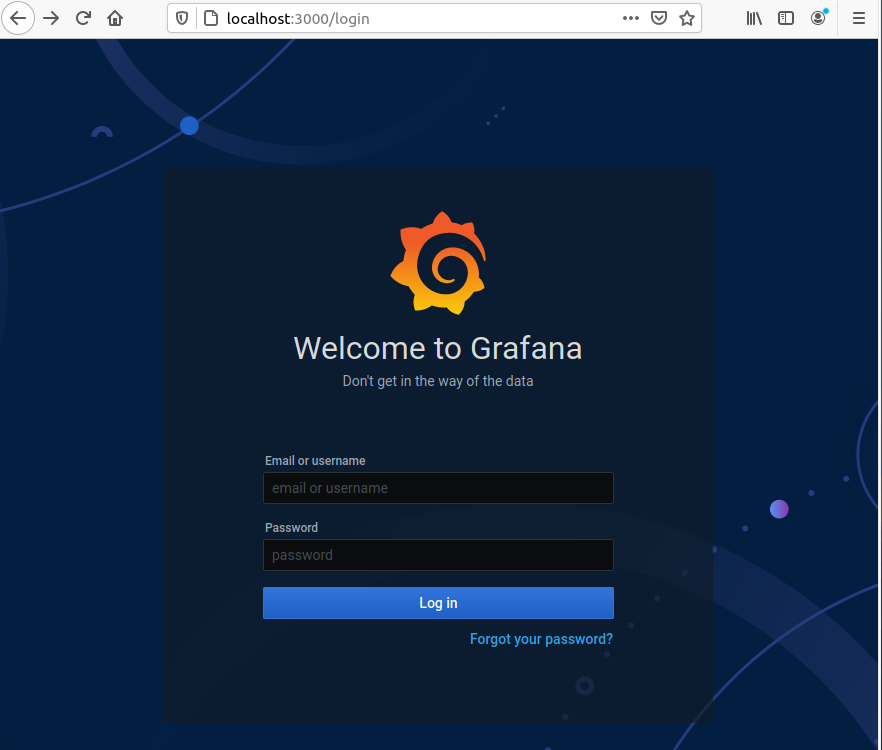 localhost:3000/login
Welcome to Grafana
Don't get in the way of the data
Email or username
email or username
Password
password
Log in
Forgot your password?